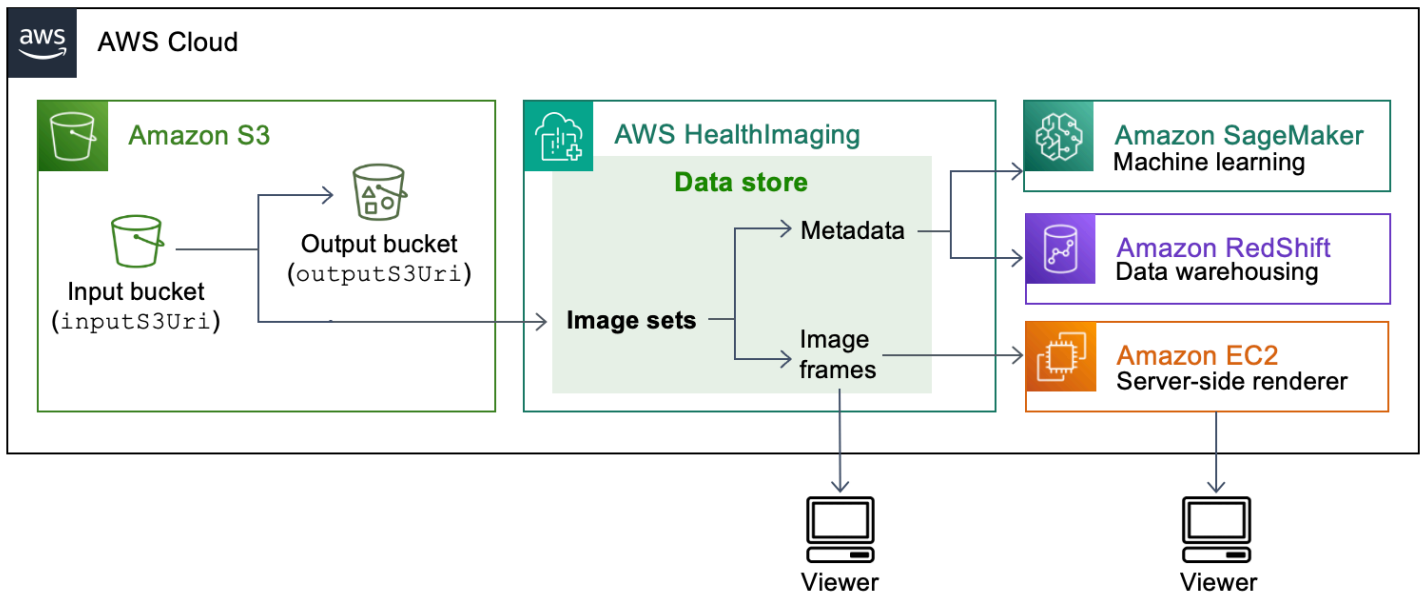 aws
AWS Cloud
Amazon S3
Input bucket
(inputS3Uri)
Output bucket
(outputS3Uri)
AWS HealthImaging
Data store
Image sets
Metadata
Image
frames
Amazon SageMaker
Machine learning
Amazon RedShift
Data warehousing
Amazon EC2
Server-side renderer
Viewer
Viewer